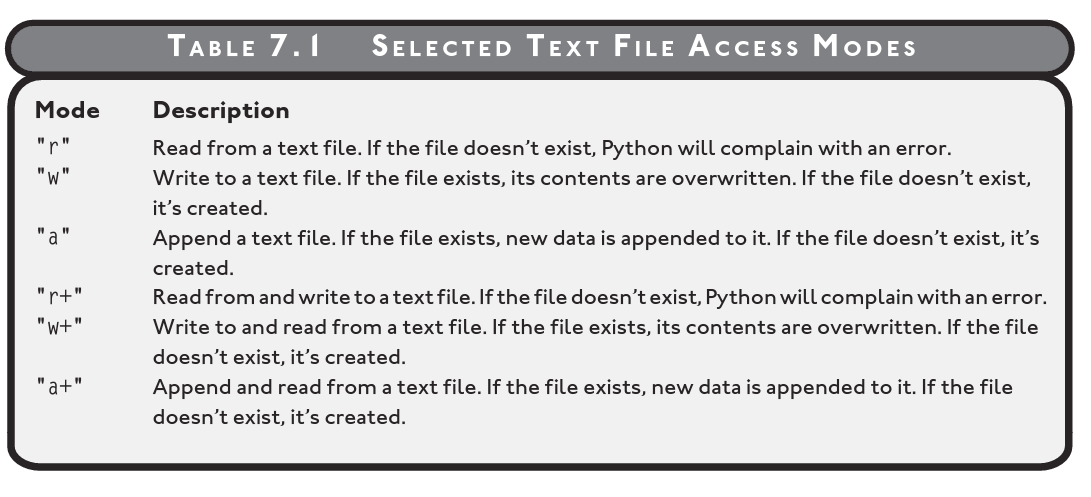 TABLE 7.1 SELECTED TEXT FILE ACCESS MODES
Mode Description
"r" Read from a text file. If the file doesn’t exist, Python will complain with an error.
"w" Write to a text file. If the file exists, its contents are overwritten. If the file doesn’t exist,
it’s created.
"a" Append a text file. If the file exists, new data is appended to it. If the file doesn’t exist, it’s
created.
"r+" Read from and write to a text file. If the file doesn’t exist, Python will complain with an error.
"w+" Write to and read from a text file. If the file exists, its contents are overwritten. If the file
doesn’t exist, it’s created.
"a+" Append and read from a text file. If the file exists, new data is appended to it. If the file
doesn’t exist, it’s created.